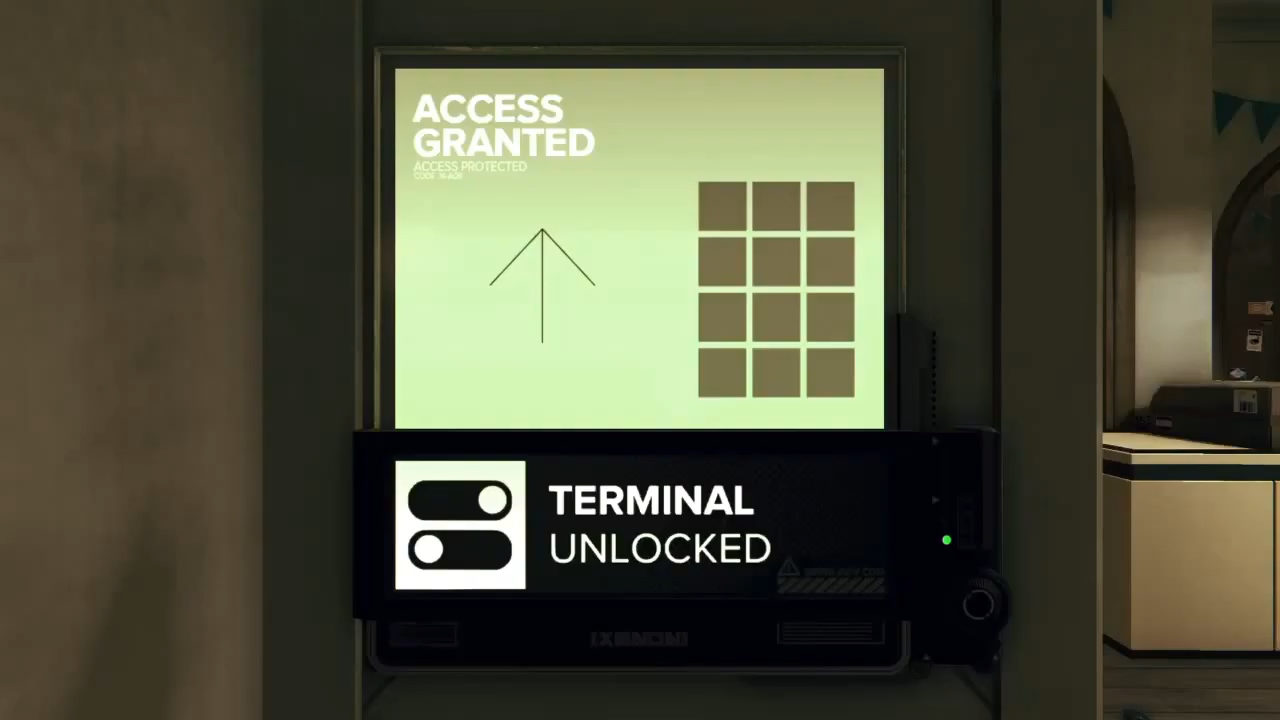 ACCESS
GRANTED
ACCESS PROTECTED
TERMINAL
UNLOCKED